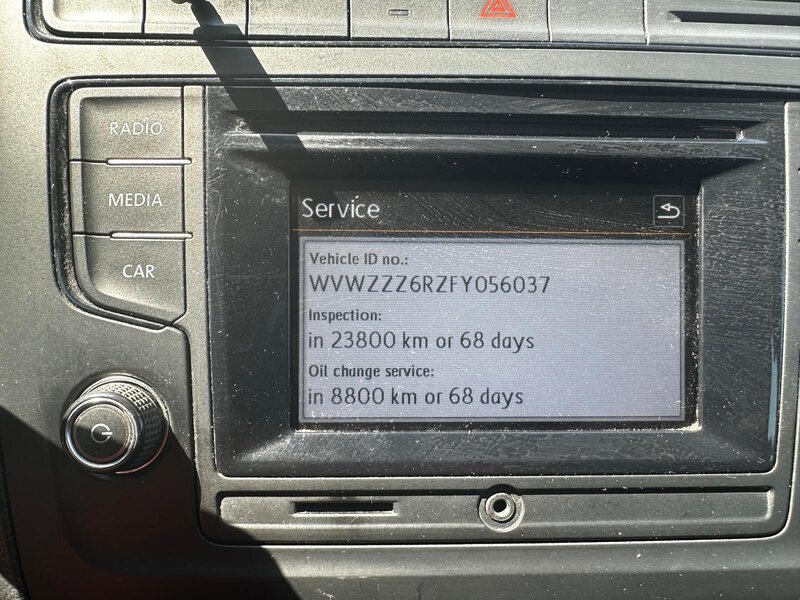 RADIO
MEDIA
CAR
Service
Vehicle ID no.:
WVWZZZ6RZFY056037
Inspection:
in 23800 km or 68 days
Oil change service:
in 8800 km or 68 days